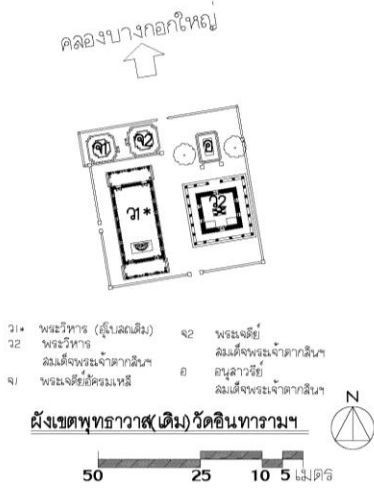 คลองบางกอกใหญ่
จ1 จ2 อ
ว1* ว2
ว1* พระวิหาร (อุโบสถเดิม)
ว2 พระวิหาร
สมเด็จพระเจ้าตากสินฯ
จ1 พระเจดีย์อัครมเหสี
จ2 พระเจดีย์
สมเด็จพระเจ้าตากสินฯ
อ อนุสาวรีย์
สมเด็จพระเจ้าตากสินฯ
ผังเขตพุทธาวาส(เดิม) วัดอินทารามฯ
N
50 25 10 5 เมตร